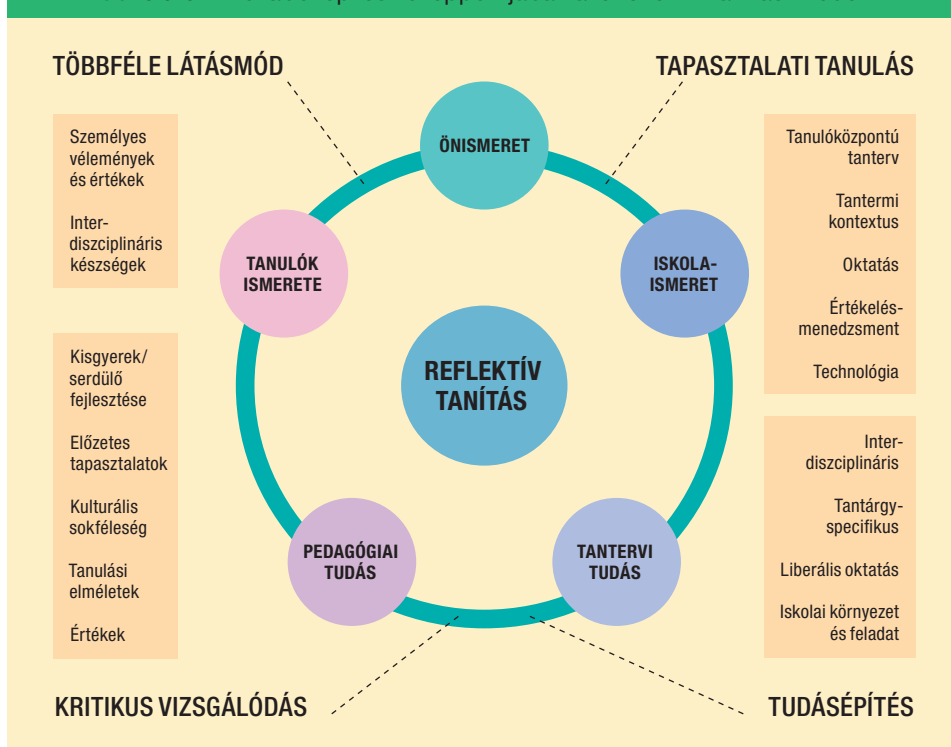 TÖBBFÉLE LÁTÁSMÓD
TAPASZTALATI TANULÁS
Személyes
vélemények
és értékek
Inter-
diszciplináris
készségek
Kisgyerek/
serdülő
fejlesztése
Előzetes
tapasztalatok
Kulturális
sokféleség
Tanulási
elméletek
Értékek
ÖNISMERET
TANULÓK
ISMERETE
ISKOLA-
ISMERET
REFLEKTÍV
TANÍTÁS
PEDAGÓGIAI
TUDÁS
TANTERVI
TUDÁS
Tanulóközpontú
tanterv
Tantermi
kontextus
Oktatás
Értékelés-
menedzsment
Technológia
Inter-
diszciplináris
Tantárgy-
specifikus
Liberális oktatás
Iskolai környezet
és feladat
KRITIKUS VIZSGÁLÓDÁS
TUDÁSÉPÍTÉS